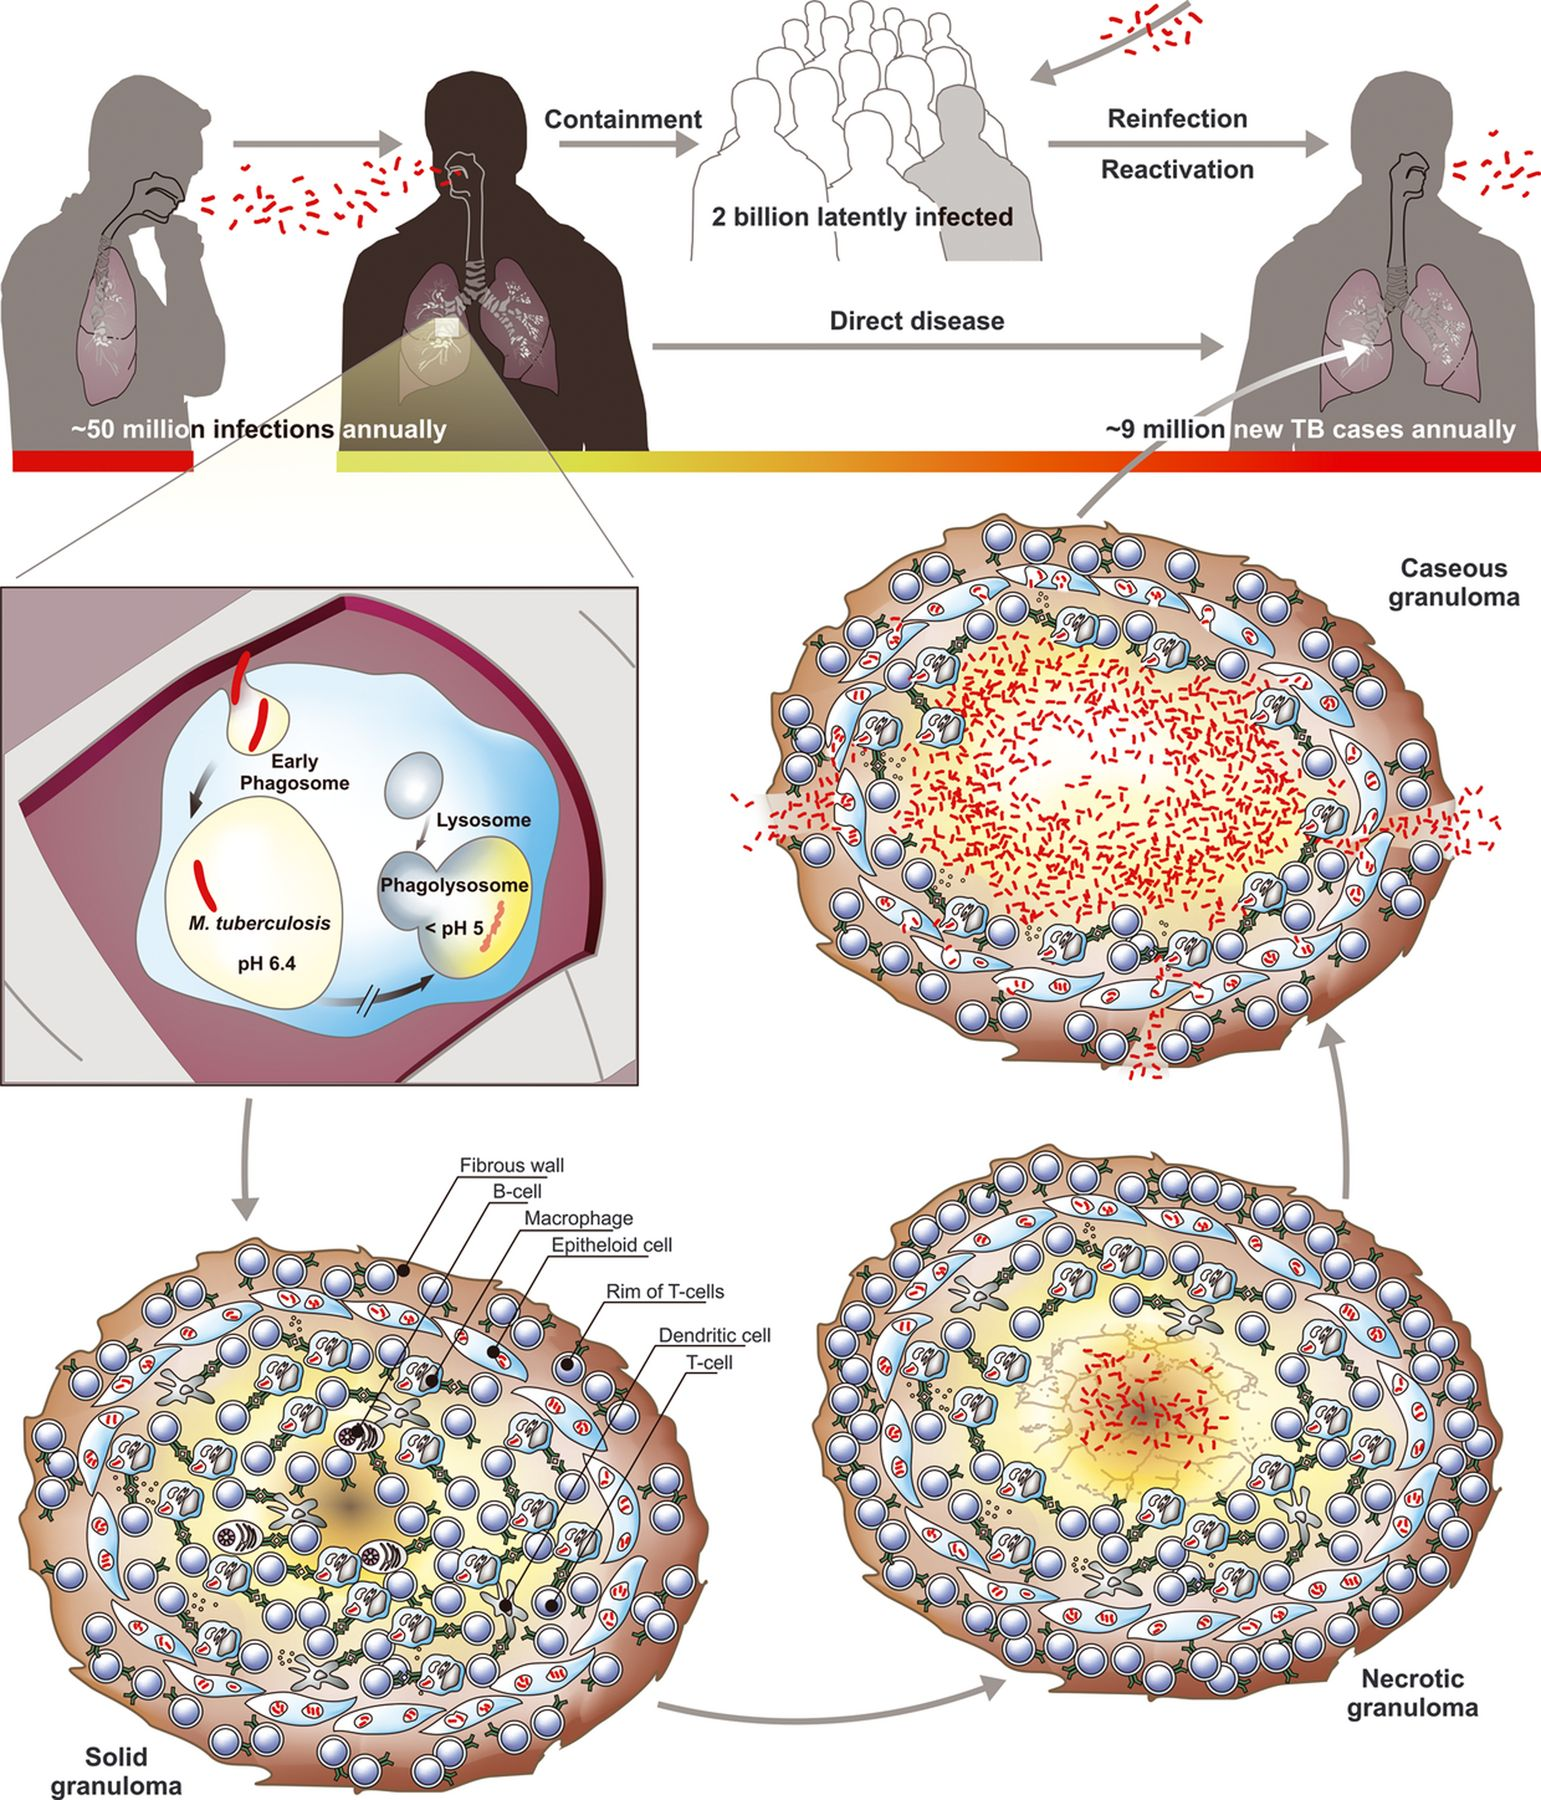 Containment
Reinfection
Reactivation
2 billion latently infected
Direct disease
~50 million infections annually
~9 million new TB cases annually
Caseous
granuloma
Early
Phagosome
Lysosome
Phagolysosome
< pH 5
M. tuberculosis
pH 6.4
Fibrous wall
B-cell
Macrophage
Epitheloid cell
Rim of T-cells
Dendritic cell
T-cell
Necrotic
granuloma
Solid
granuloma